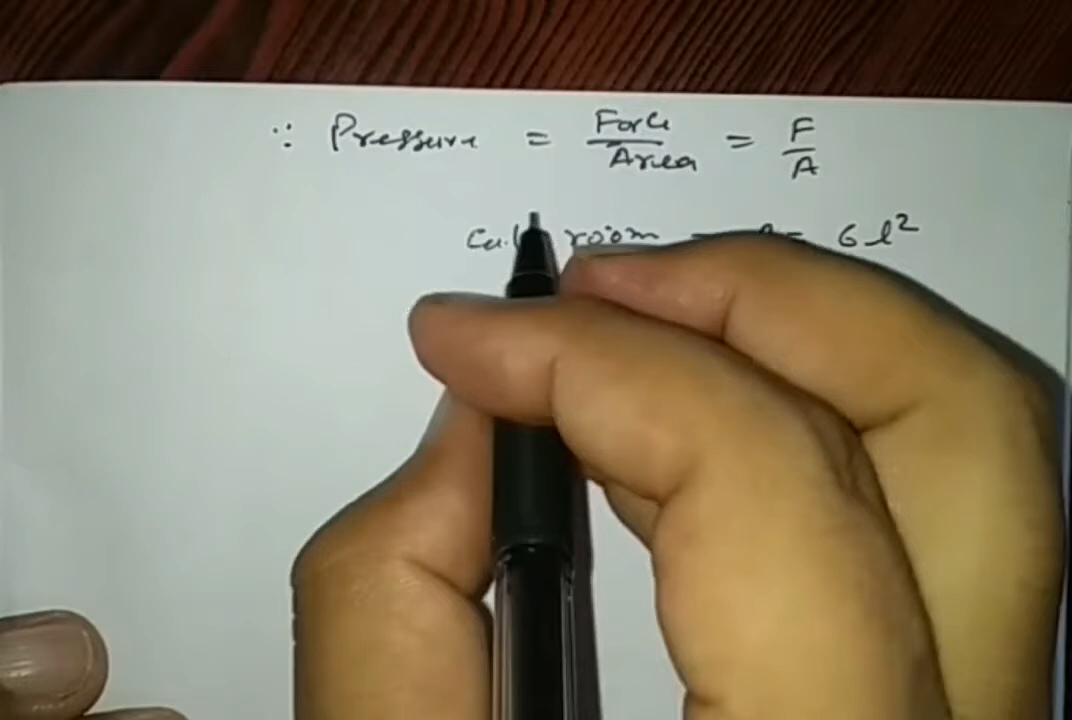 ∵ Pressure = Force/Area = F/A
room = 6l²